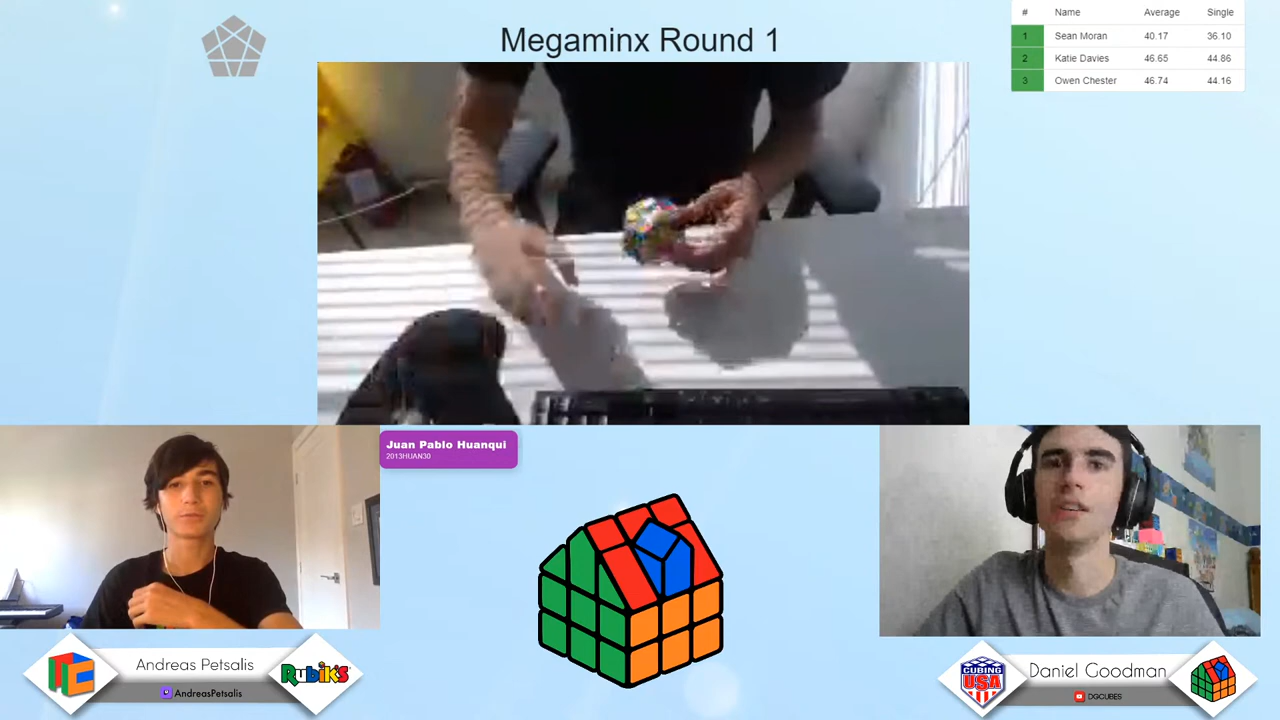 Megaminx Round 1
# Name Average Single
1 Sean Moran 40.17 36.10
2 Katie Davies 46.65 44.86
3 Owen Chester 46.74 44.16
Juan Pablo Huanqui
2013HUAN30
Andreas Petsalis
AndreasPetsalis
RUBIK'S
CUBING
USA
Daniel Goodman
DGCUBES